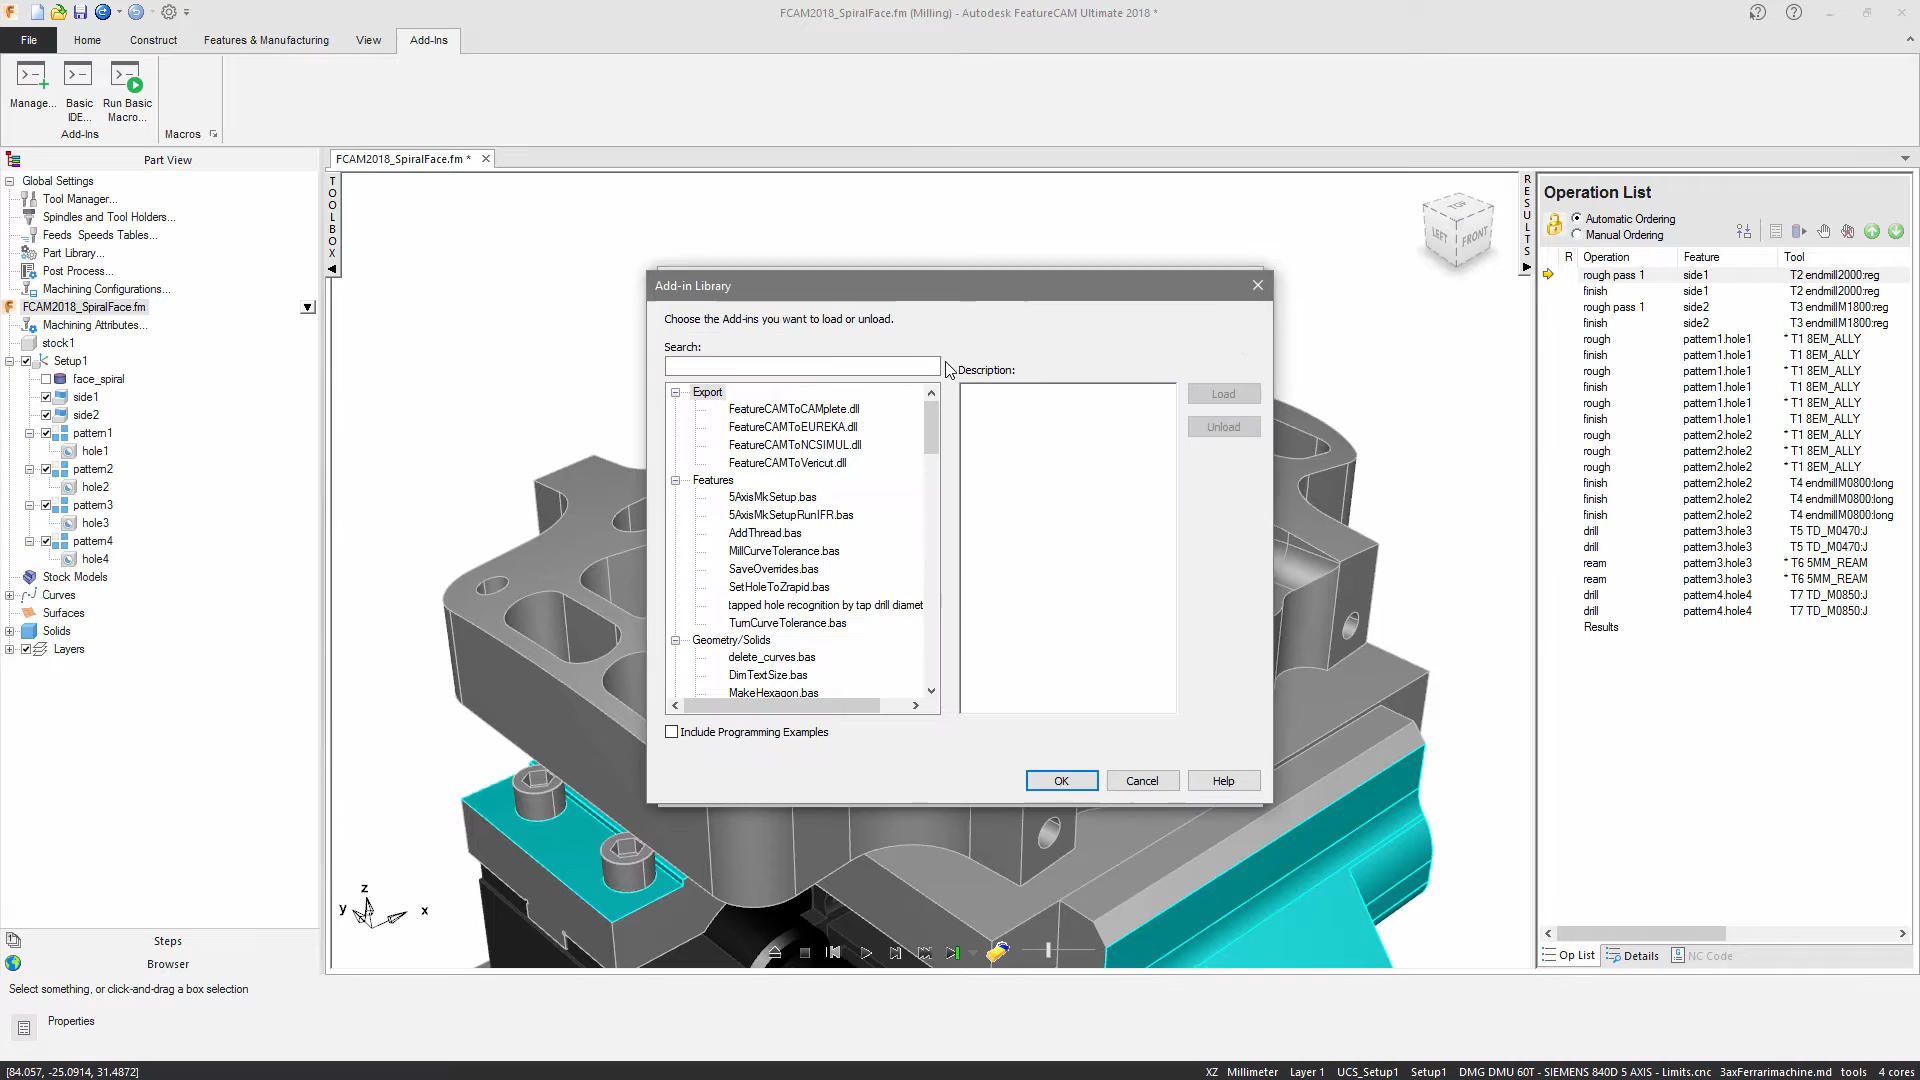 FCAM2018_SpiralFace.fm (Milling) - Autodesk FeatureCAM Ultimate 2018 *
File
Home
Construct
Features & Manufacturing
View
Add-Ins
Manage...
Basic IDE...
Run Basic Macro...
Add-Ins
Macros
Part View
Global Settings
Tool Manager...
Spindles and Tool Holders...
Feeds Speeds Tables...
Part Library...
Post Process...
Machining Configurations...
FCAM2018_SpiralFace.fm
Machining Attributes...
stock1
Setup1
face_spiral
side1
side2
pattern1
hole1
pattern2
hole2
pattern3
hole3
pattern4
hole4
Stock Models
Curves
Surfaces
Solids
Layers
Steps
Browser
Select something, or click-and-drag a box selection
Properties
FCAM2018_SpiralFace.fm *
TOOLBOX
TOP
LEFT
FRONT
z
y
x
Add-in Library
Choose the Add-ins you want to load or unload.
Search:
Export
FeatureCAMToCAMplete.dll
FeatureCAMToEUREKA.dll
FeatureCAMToNCSIMUL.dll
FeatureCAMToVericut.dll
Features
5AxisMkSetup.bas
5AxisMkSetupRunIFR.bas
AddThread.bas
MillCurveTolerance.bas
SaveOverrides.bas
SetHoleToZrapid.bas
tapped hole recognition by tap drill diamet
TurnCurveTolerance.bas
Geometry/Solids
delete_curves.bas
DimTextSize.bas
MakeHexagon.bas
Description:
Load
Unload
Include Programming Examples
OK
Cancel
Help
RESULTS
Operation List
Automatic Ordering
Manual Ordering
R Operation Feature Tool
rough pass 1 side1 T2 endmill2000:reg
finish side1 T2 endmill2000:reg
rough pass 1 side2 T3 endmillM1800:reg
finish side2 T3 endmillM1800:reg
rough pattern1.hole1 * T1 8EM_ALLY
finish pattern1.hole1 T1 8EM_ALLY
rough pattern1.hole1 * T1 8EM_ALLY
finish pattern1.hole1 T1 8EM_ALLY
rough pattern1.hole1 * T1 8EM_ALLY
finish pattern1.hole1 T1 8EM_ALLY
rough pattern2.hole2 * T1 8EM_ALLY
rough pattern2.hole2 * T1 8EM_ALLY
rough pattern2.hole2 * T1 8EM_ALLY
finish pattern2.hole2 T4 endmillM0800:long
finish pattern2.hole2 T4 endmillM0800:long
finish pattern2.hole2 T4 endmillM0800:long
drill pattern3.hole3 T5 TD_M0470:J
drill pattern3.hole3 T5 TD_M0470:J
ream pattern3.hole3 * T6 5MM_REAM
ream pattern3.hole3 * T6 5MM_REAM
drill pattern4.hole4 T7 TD_M0850:J
drill pattern4.hole4 T7 TD_M0850:J
Results
Op List
Details
NC Code
[84.057, -25.0914, 31.4872]
XZ Millimeter Layer 1 UCS_Setup1 Setup1 DMG DMU 60T - SIEMENS 840D 5 AXIS - Limits.cnc 3axFerrarimachine.md tools 4 cores